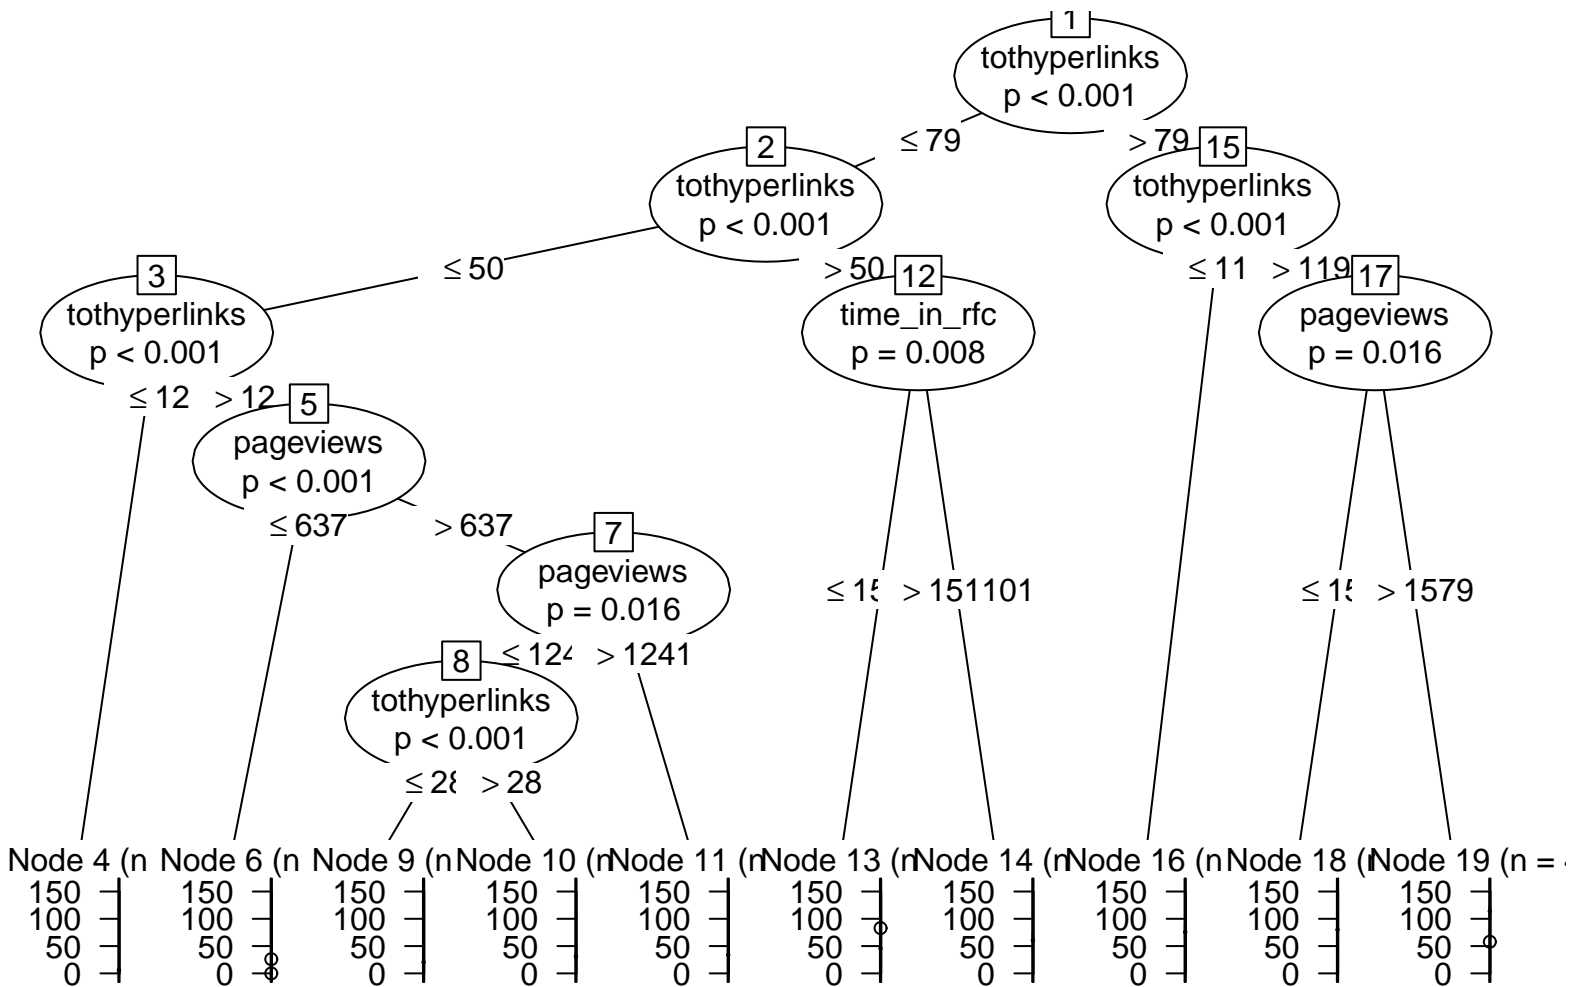 1
tothyperlinks
p < 0.001
≤ 79
> 79
2
tothyperlinks
p < 0.001
15
tothyperlinks
p < 0.001
≤ 50
> 50
≤ 11
> 119
3
tothyperlinks
p < 0.001
12
time_in_rfc
p = 0.008
17
pageviews
p = 0.016
≤ 12
> 12
5
pageviews
p < 0.001
≤ 637
> 637
7
pageviews
p = 0.016
≤ 15
> 151101
≤ 15
> 1579
≤ 124
> 1241
8
tothyperlinks
p < 0.001
≤ 28
> 28
Node 4 (n
Node 6 (n
Node 9 (n
Node 10 (n
Node 11 (n
Node 13 (n
Node 14 (n
Node 16 (n
Node 18 (
Node 19 (n =
150 150 150 150 150 150 150 150 150 150
100 100 100 100 100 100 100 100 100 100
50 50 50 50 50 50 50 50 50 50
0 0 0 0 0 0 0 0 0 0